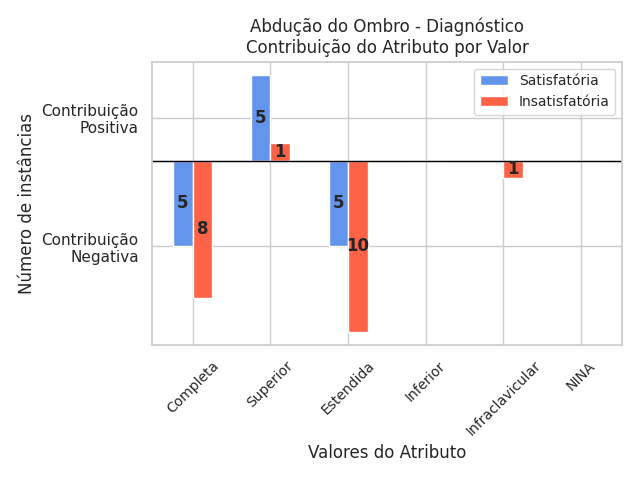 Abdução do Ombro - Diagnóstico
Contribuição do Atributo por Valor
Satisfatória
Insatisfatória
Número de instâncias
Contribuição
Positiva
Contribuição
Negativa
5
1
5
8
5
10
1
Completa
Superior
Estendida
Inferior
Infraclavicular
NINA
Valores do Atributo